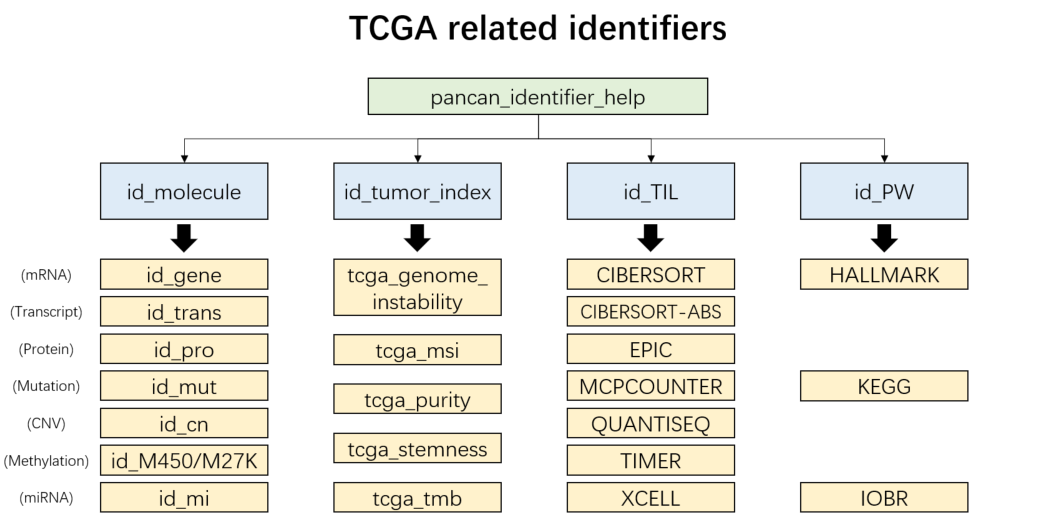 TCGA related identifiers
pancan_identifier_help
id_molecule
id_tumor_index
id_TIL
id_PW
(mRNA)
id_gene
tcga_genome_
instability
CIBERSORT
HALLMARK
(Transcript)
id_trans
CIBERSORT-ABS
(Protein)
id_pro
tcga_msi
EPIC
(Mutation)
id_mut
tcga_purity
MCPCOUNTER
KEGG
(CNV)
id_cn
QUANTISEQ
(Methylation)
id_M450/M27K
tcga_stemness
TIMER
(miRNA)
id_mi
tcga_tmb
XCELL
IOBR